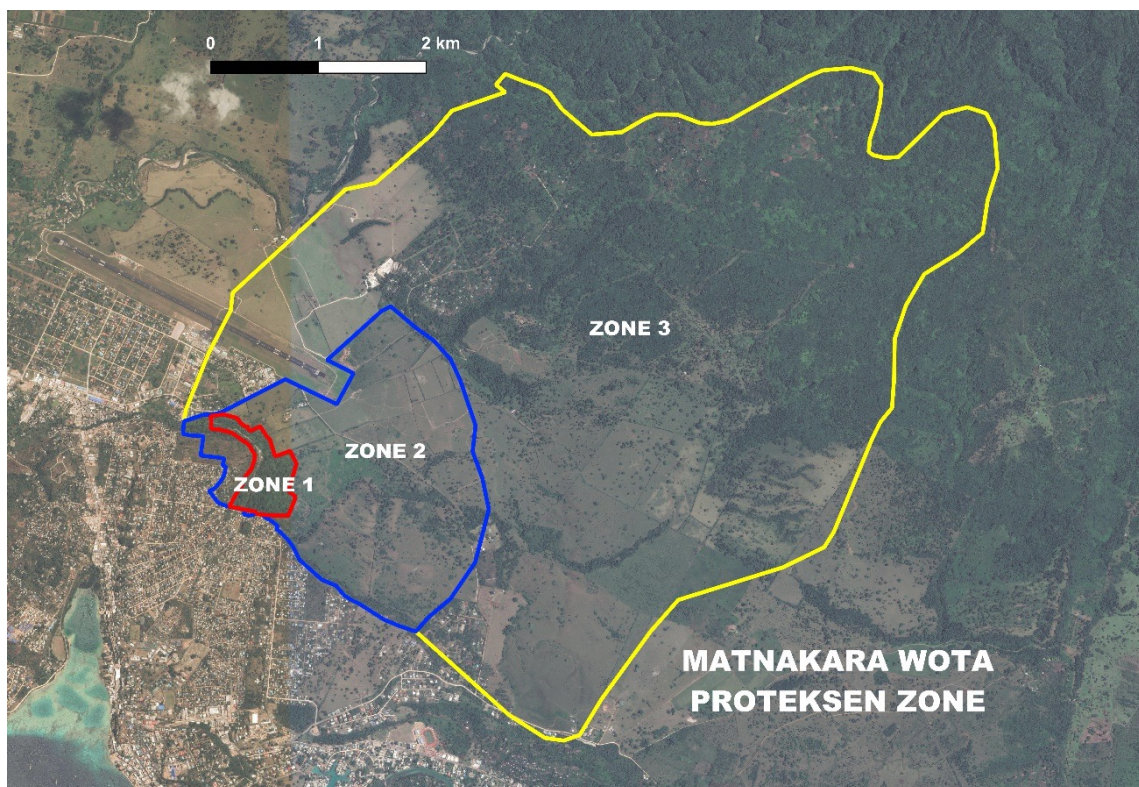 0 1 2 km
ZONE 3
ZONE 2
ZONE 1
MATNAKARA WOTA
PROTEKSEN ZONE